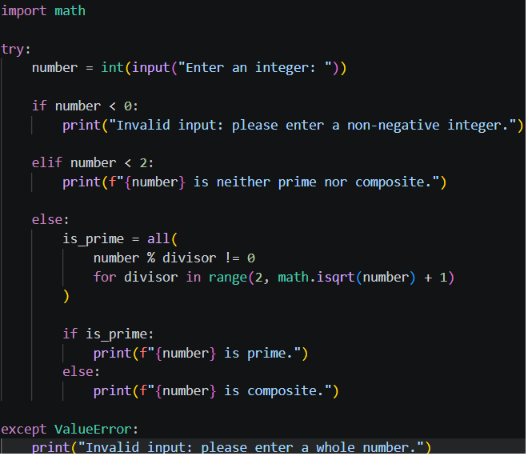 import math
try:
    number = int(input("Enter an integer: "))
    if number < 0:
        print("Invalid input: please enter a non-negative integer.")
    elif number < 2:
        print(f"{number} is neither prime nor composite.")
    else:
        is_prime = all(
            number % divisor != 0
            for divisor in range(2, math.isqrt(number) + 1)
        )
        if is_prime:
            print(f"{number} is prime.")
        else:
            print(f"{number} is composite.")
except ValueError:
    print("Invalid input: please enter a whole number.")